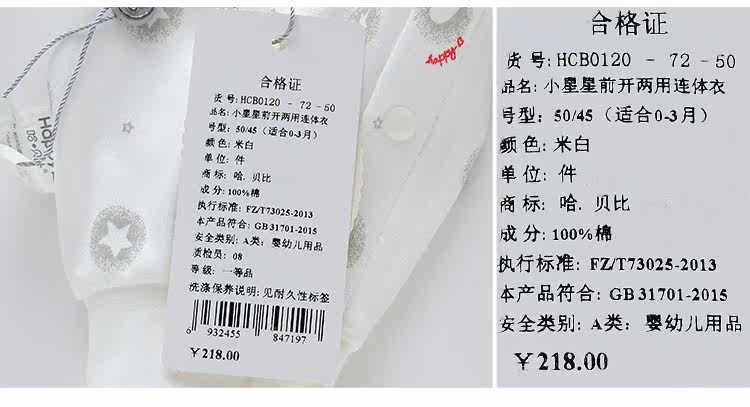 happy·B
合格证
货 号: HCB0120 - 72 - 50
品名: 小星星前开两用连体衣
号型: 50/45 (适合0-3月)
颜 色: 米白
单 位: 件
商 标: 哈. 贝比
成 分: 100%棉
执行标准: FZ/T73025-2013
本产品符合: GB 31701-2015
安全类别: A类: 婴幼儿用品
质检员: 08
等级: 一等品
洗涤保养说明: 见耐久性标签
9 932455 847197
￥218.00
合格证
货 号: HCB0120 - 72 - 50
品名: 小星星前开两用连体衣
号型: 50/45 (适合0-3月)
颜 色: 米白
单 位: 件
商 标: 哈. 贝比
成 分: 100%棉
执行标准: FZ/T73025-2013
本产品符合: GB 31701-2015
安全类别: A类: 婴幼儿用品
￥218.00